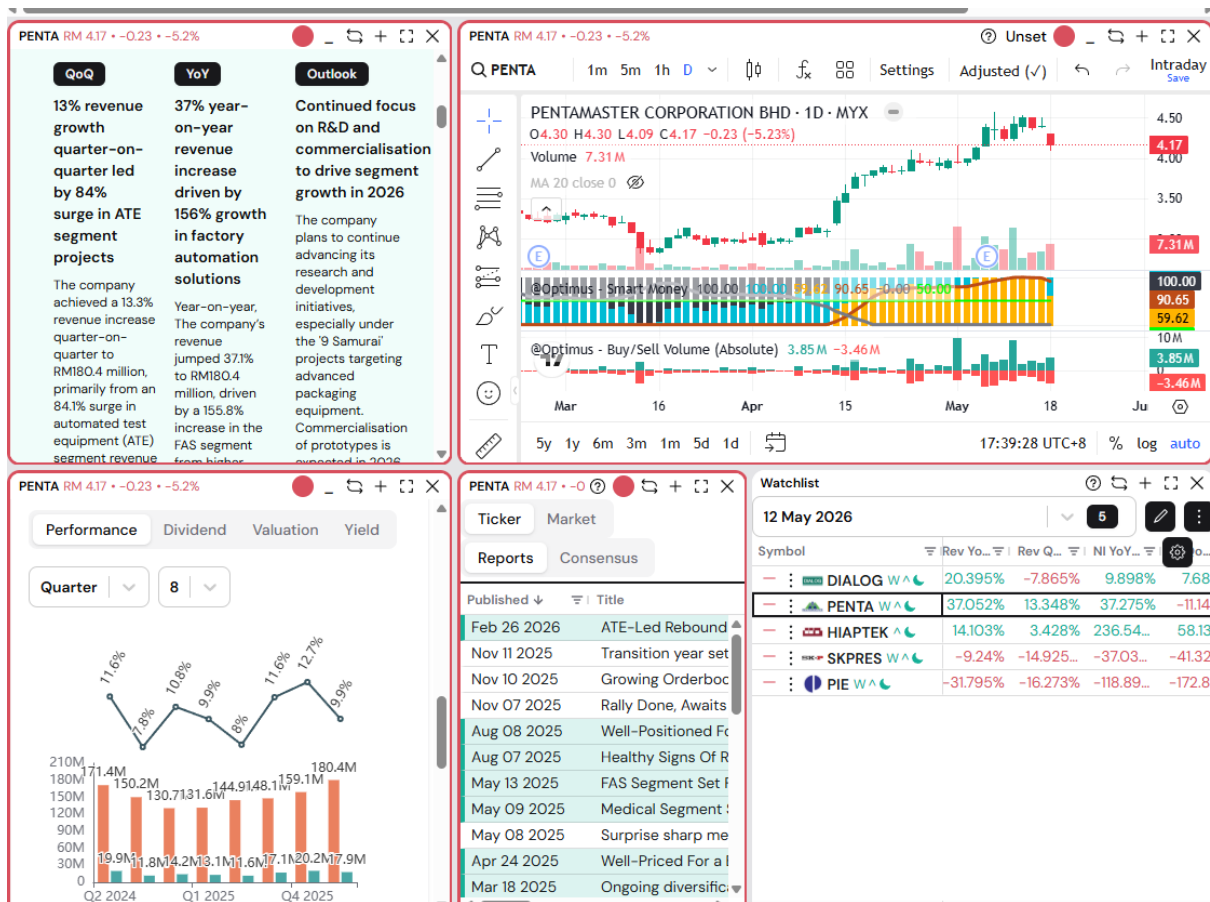 PENTA RM 4.17 • -0.23 • -5.2%
QoQ
13% revenue
growth
quarter-on-
quarter led
by 84%
surge in ATE
segment
projects
The company
achieved a 13.3%
revenue increase
quarter-on-
quarter to
RM180.4 million,
primarily from an
84.1% surge in
automated test
equipment (ATE)
segment revenue
YoY
37% year-
on-year
revenue
increase
driven by
156% growth
in factory
automation
solutions
Year-on-year,
The company's
revenue
jumped 37.1%
to RM180.4
million, driven
by a 155.8%
increase in the
FAS segment
from higher
Outlook
Continued focus
on R&D and
commercialisation
to drive segment
growth in 2026
The company
plans to continue
advancing its
research and
development
initiatives,
especially under
the '9 Samurai'
projects targeting
advanced
packaging
equipment.
Commercialisation
of prototypes is
expected in 2026
PENTA RM 4.17 • -0.23 • -5.2%
Unset
PENTA
1m 5m 1h D
Settings
Adjusted (✓)
Intraday
Save
PENTAMASTER CORPORATION BHD · 1D · MYX
O4.30 H4.30 L4.09 C4.17 -0.23 (-5.23%)
Volume 7.31M
MA 20 close 0
E
E
4.50
4.17
4.00
3.50
7.31M
@Optimus - Smart Money 100.00 100.00 59.62 90.65 -0.00 50.00
100.00
90.65
59.62
@Optimus - Buy/Sell Volume (Absolute) 3.85M -3.46M
10M
3.85M
0
-3.46M
Mar 16 Apr 15 May 18
5y 1y 6m 3m 1m 5d 1d
17:39:28 UTC+8
% log auto
PENTA RM 4.17 • -0.23 • -5.2%
Performance Dividend Valuation Yield
Quarter
8
11.6% 7.8% 10.8% 9.9% 8% 11.6% 12.7% 9.9%
210M
180M
150M
120M
90M
60M
30M
0
171.4M 150.2M 130.7M 131.6M 144.9M 148.1M 159.1M 180.4M
19.9M 11.8M 14.2M 13.1M 11.6M 17.1M 20.2M 17.9M
Q2 2024 Q1 2025 Q4 2025
PENTA RM 4.17 • -0
Ticker Market
Reports Consensus
Published Title
Feb 26 2026 ATE-Led Rebound
Nov 11 2025 Transition year set
Nov 10 2025 Growing Orderboo
Nov 07 2025 Rally Done, Awaits
Aug 08 2025 Well-Positioned Fo
Aug 07 2025 Healthy Signs Of R
May 13 2025 FAS Segment Set
May 09 2025 Medical Segment
May 08 2025 Surprise sharp me
Apr 24 2025 Well-Priced For a
Mar 18 2025 Ongoing diversific
Watchlist
12 May 2026
5
Symbol Rev Yo... Rev Q... NI YoY...
DIALOG W ^ 20.395% -7.865% 9.898% 7.68
PENTA W ^ 37.052% 13.348% 37.275% -11.14
HIAPTEK ^ 14.103% 3.428% 236.54... 58.13
SKPRES W ^ -9.24% -14.925... -37.03... -41.32
PIE W ^ -31.795% -16.273% -118.89... -172.8